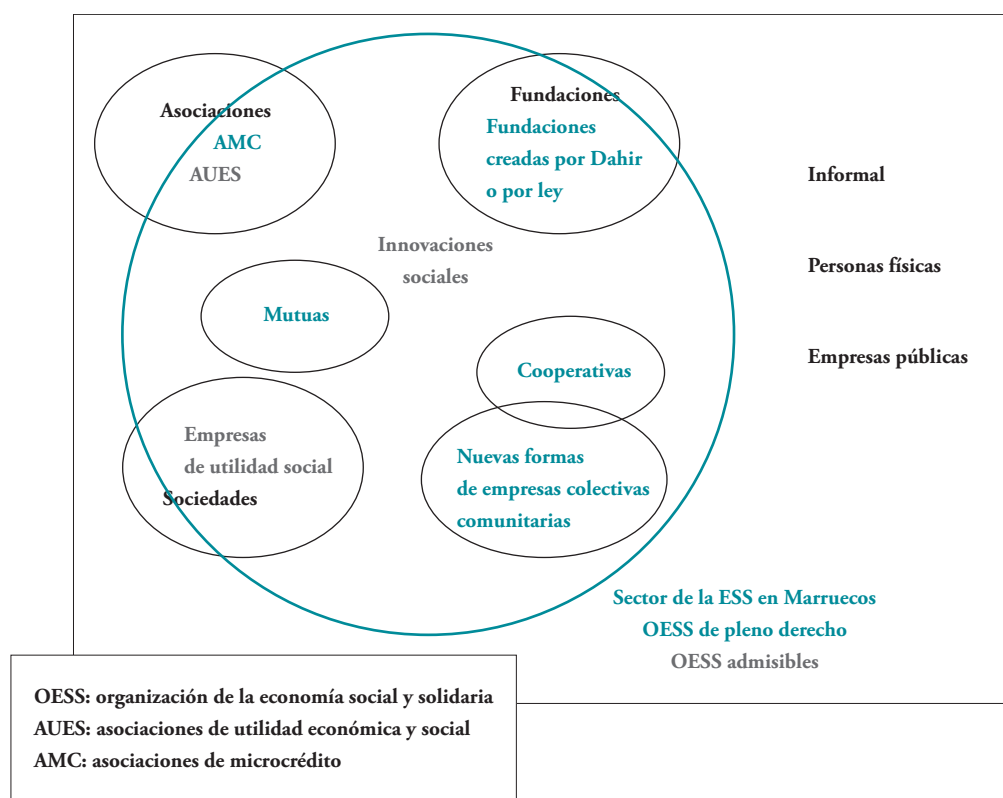 Asociaciones
AMC
AUES
Fundaciones
Fundaciones
creadas por Dahir
o por ley
Informal
Innovaciones
sociales
Personas físicas
Mutuas
Empresas públicas
Cooperativas
Empresas
de utilidad social
Sociedades
Nuevas formas
de empresas colectivas
comunitarias
Sector de la ESS en Marruecos
OESS de pleno derecho
OESS admisibles
OESS: organización de la economía social y solidaria
AUES: asociaciones de utilidad económica y social
AMC: asociaciones de microcrédito